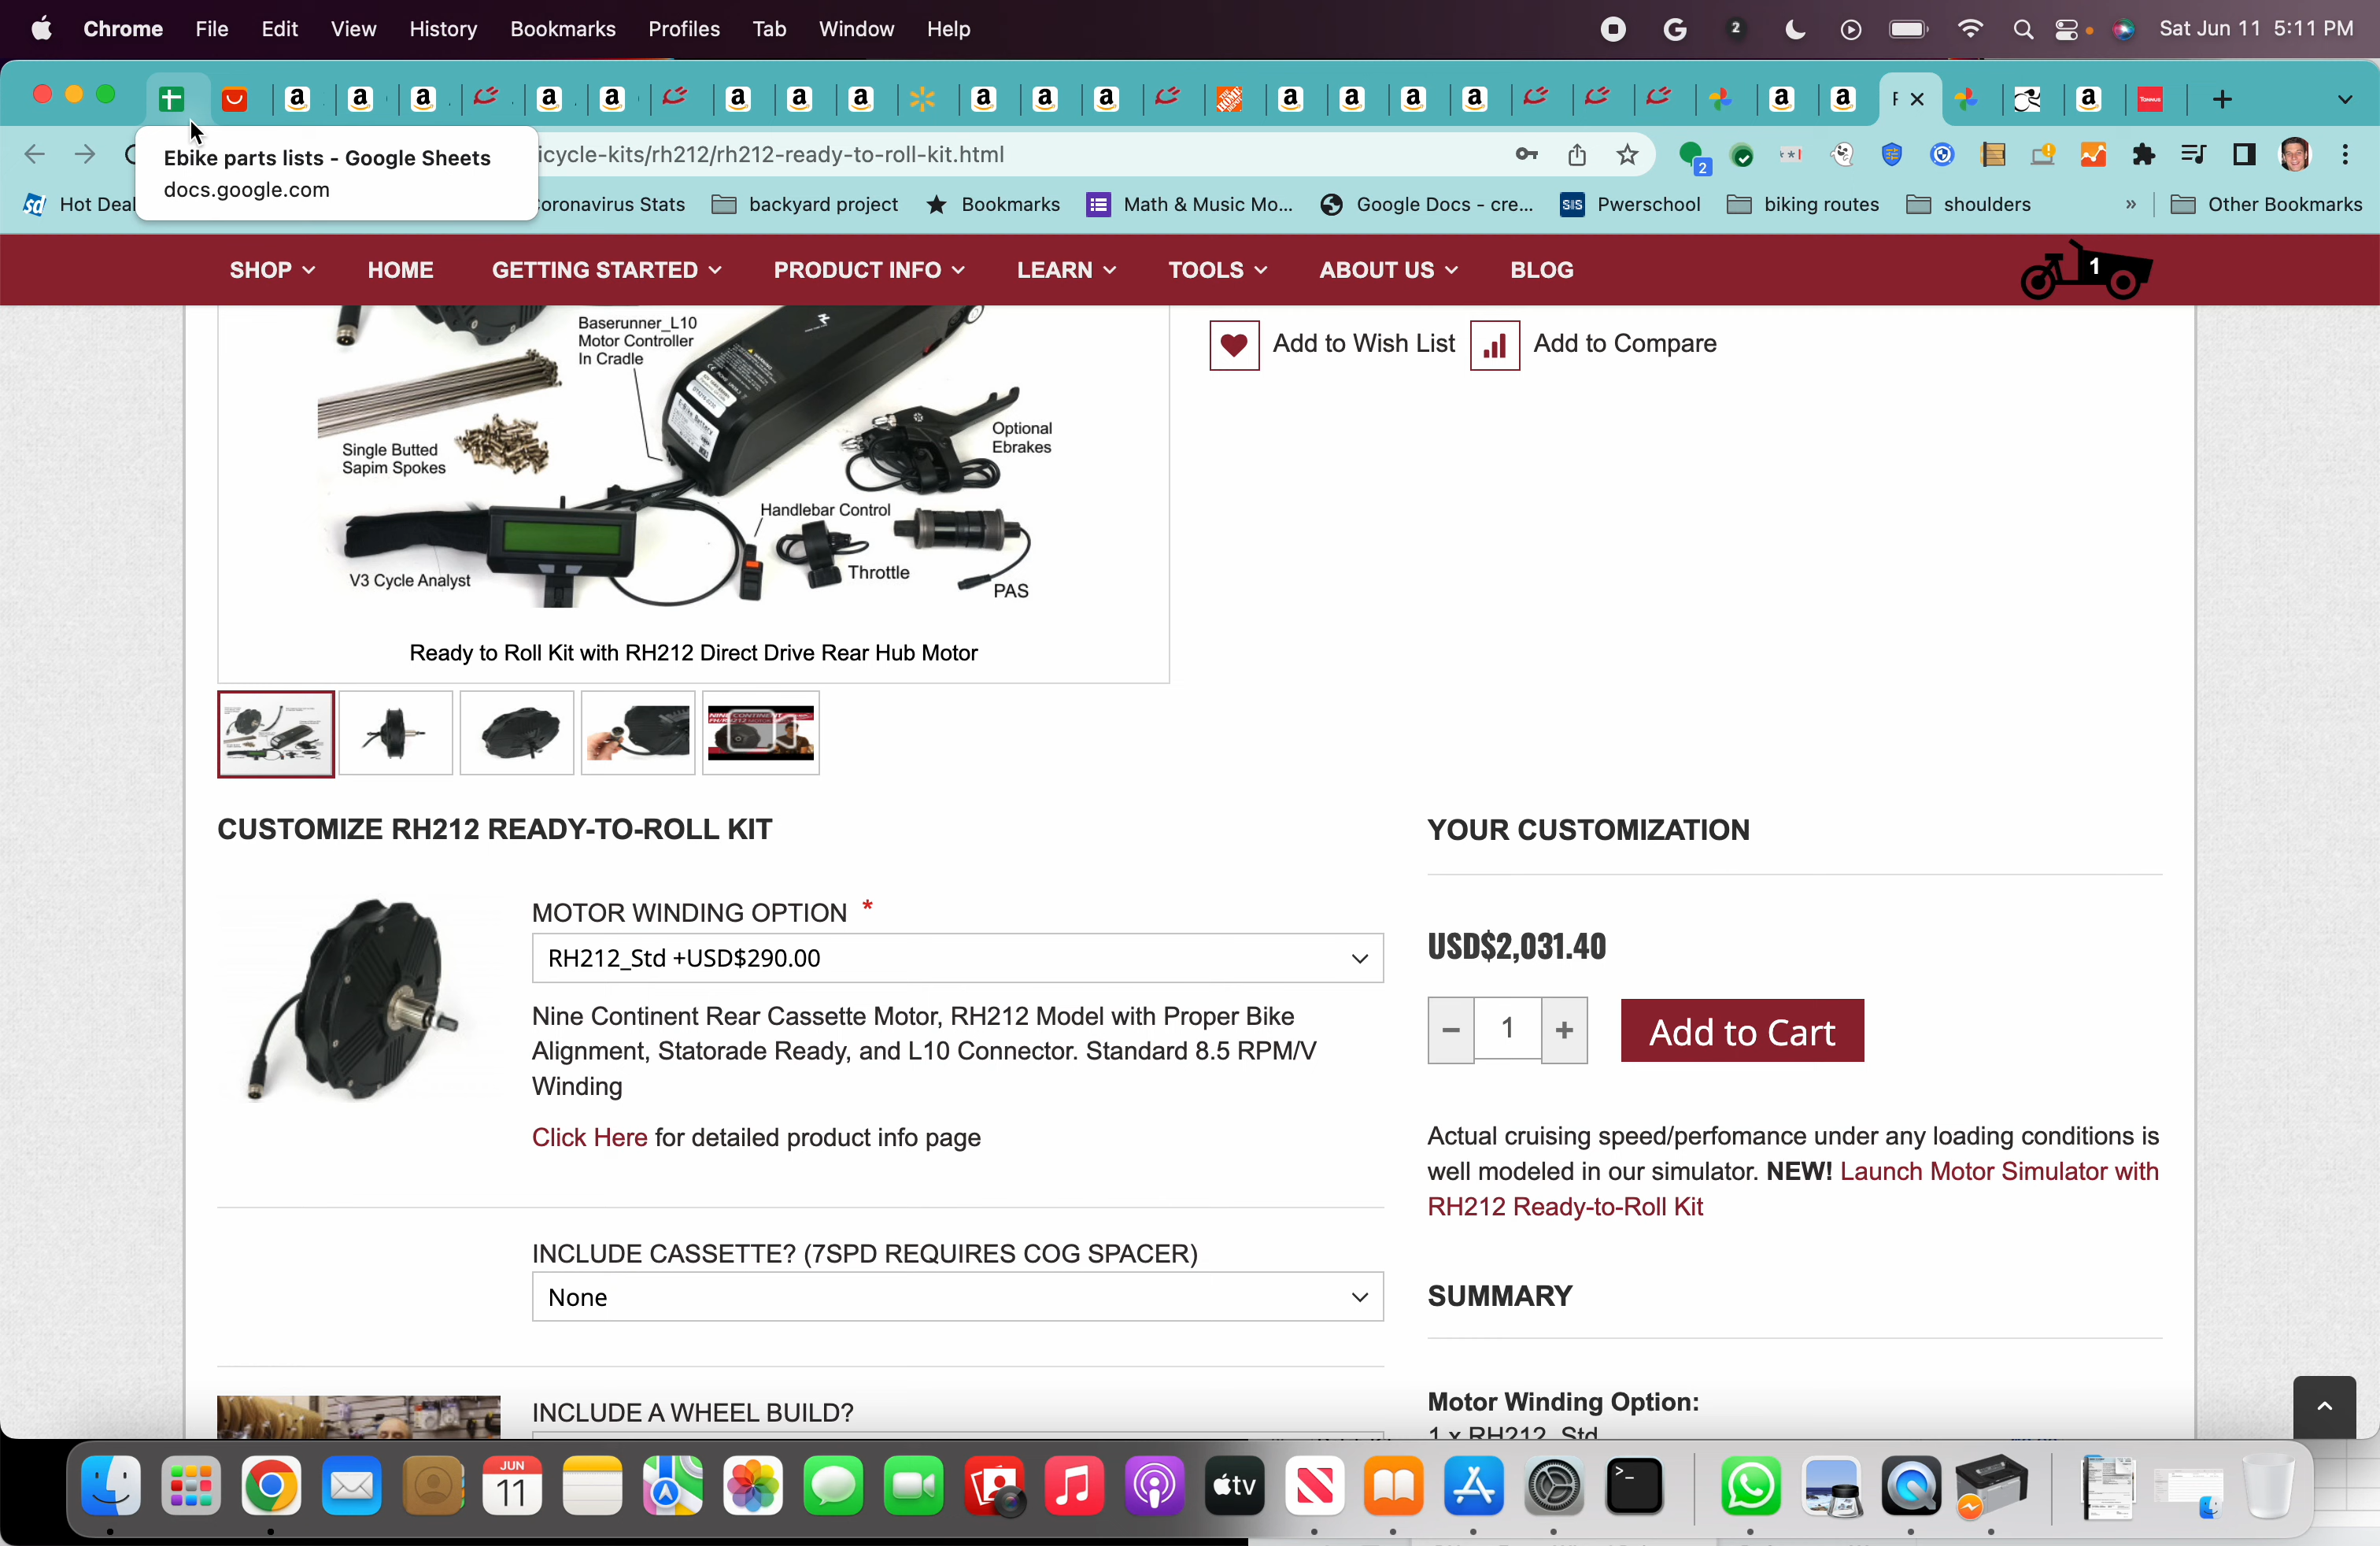 Chrome File Edit View History Bookmarks Profiles Tab Window Help
2
Sat Jun 11 5:11 PM
Ebike parts lists - Google Sheets
docs.google.com
icycle-kits/rh212/rh212-ready-to-roll-kit.html
2
Hot Deal
oronavirus Stats
backyard project
Bookmarks
Math & Music Mo...
Google Docs - cre...
SIS
Pwerschool
biking routes
shoulders
»
Other Bookmarks
SHOP HOME GETTING STARTED PRODUCT INFO LEARN TOOLS ABOUT US BLOG
1
Baserunner_L10
Motor Controller
In Cradle
Single Butted
Sapim Spokes
Optional
Ebrakes
Handlebar Control
Throttle
V3 Cycle Analyst
PAS
Ready to Roll Kit with RH212 Direct Drive Rear Hub Motor
Add to Wish List
Add to Compare
CUSTOMIZE RH212 READY-TO-ROLL KIT
MOTOR WINDING OPTION *
RH212_Std +USD$290.00
Nine Continent Rear Cassette Motor, RH212 Model with Proper Bike
Alignment, Statorade Ready, and L10 Connector. Standard 8.5 RPM/V
Winding
Click Here for detailed product info page
INCLUDE CASSETTE? (7SPD REQUIRES COG SPACER)
None
INCLUDE A WHEEL BUILD?
YOUR CUSTOMIZATION
USD$2,031.40
− 1 +
Add to Cart
Actual cruising speed/perfomance under any loading conditions is
well modeled in our simulator. NEW! Launch Motor Simulator with
RH212 Ready-to-Roll Kit
SUMMARY
Motor Winding Option:
1 x RH212_Std
JUN
11
tv